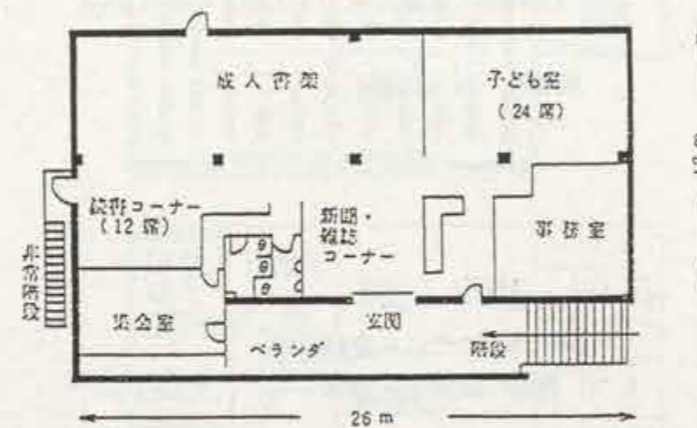 成人書架
子ども室
(24席)
読書コーナー
(12席)
新聞・
雑誌
コーナー
事務室
非常階段
集会室
玄関
ベランダ
階段
26m